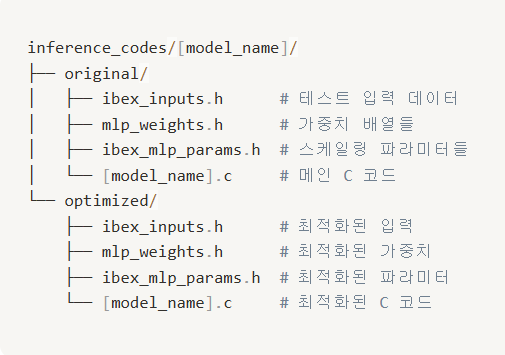 inference_codes/[model_name]/
├── original/
│   ├── ibex_inputs.h      # 테스트 입력 데이터
│   ├── mlp_weights.h      # 가중치 배열들
│   ├── ibex_mlp_params.h  # 스케일링 파라미터들
│   └── [model_name].c     # 메인 C 코드
└── optimized/
    ├── ibex_inputs.h      # 최적화된 입력
    ├── mlp_weights.h      # 최적화된 가중치
    ├── ibex_mlp_params.h  # 최적화된 파라미터
    └── [model_name].c     # 최적화된 C 코드